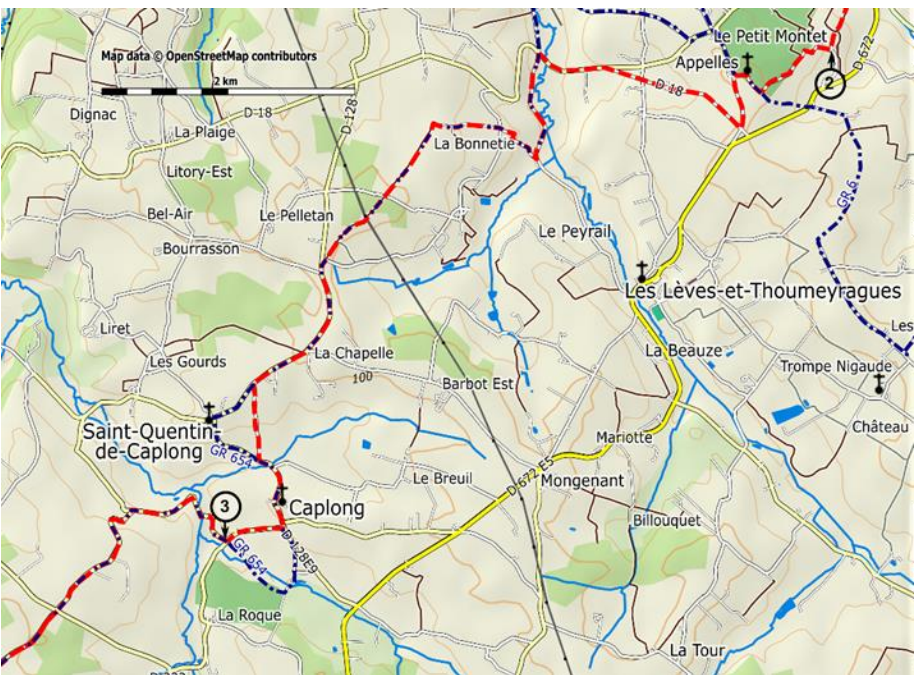 Le Petit Montet
Map data © OpenStreetMap contributors
Appelles
D 672
2 km
2
D 18
Dignac
D 18
D 128
La Plaige
La Bonnetie
Litory-Est
GR 6
Bel-Air
Le Pelletan
Le Peyrail
Bourrasson
Les Lèves-et-Thoumeyragues
Liret
Les
La Chapelle
La Beauze
Les Gourds
Trompe Nigaude
100
Barbot Est
Saint-Quentin-
de-Caplong
Château
Mariotte
GR 654
Le Breuil
D 672 E5
Mongenant
3
Caplong
Billouquet
D 128E9
GR 654
La Roque
La Tour